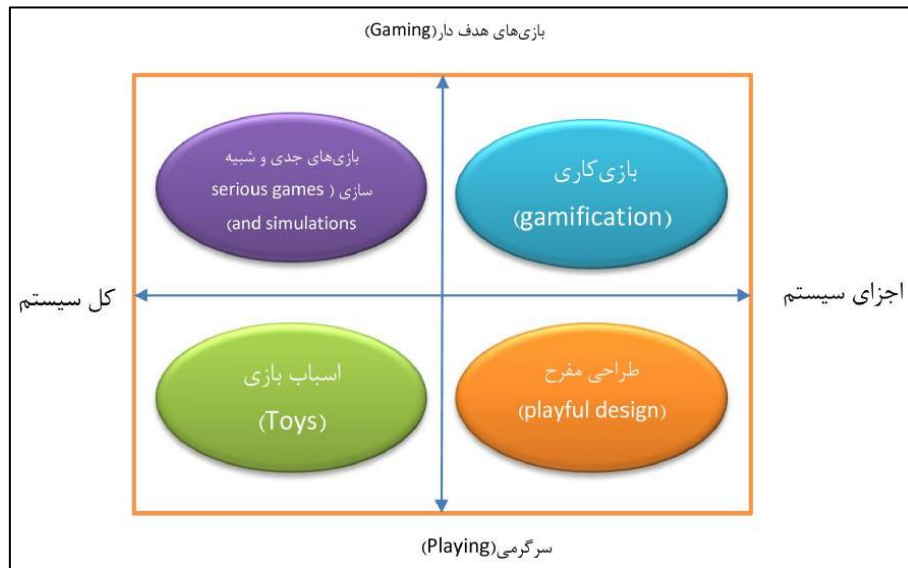 بازی‌های هدف دار(Gaming)
بازی‌کاری
(gamification)
بازی‌های جدی و شبیه
سازی ( serious games
and simulations)
اجزای سیستم
کل سیستم
طراحی مفرح
(playful design)
اسباب بازی
(Toys)
سرگرمی(Playing)